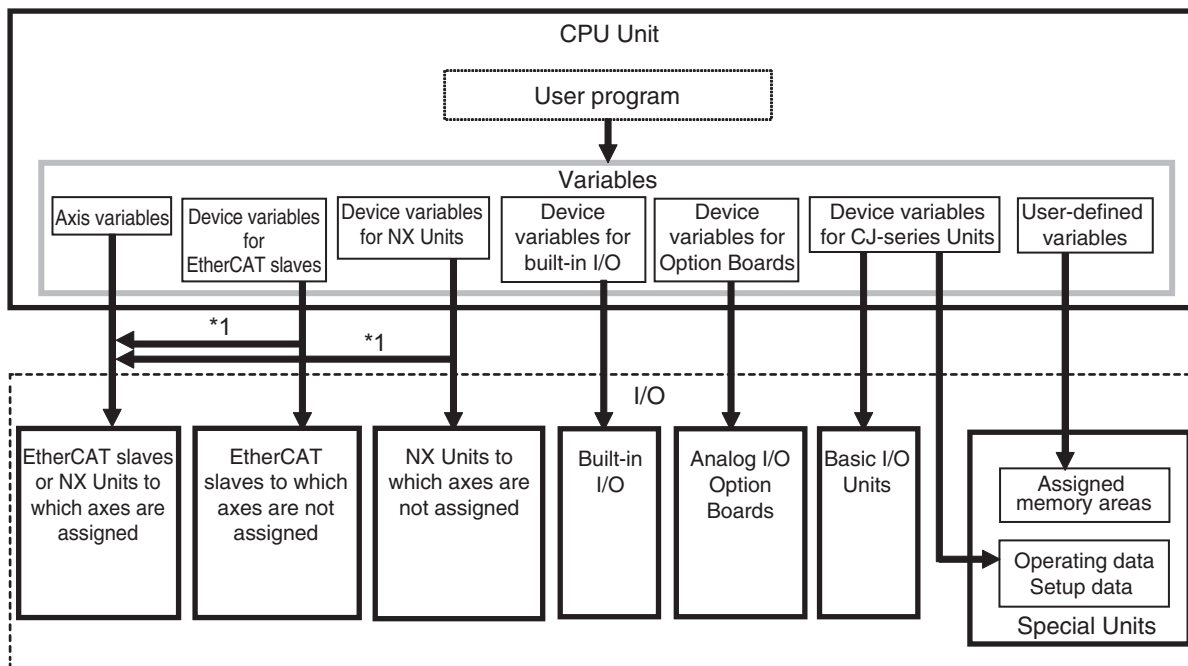 CPU Unit
User program
Variables
Axis variables
Device variables
for
EtherCAT slaves
Device variables
for NX Units
Device
variables for
built-in I/O
Device
variables for
Option Boards
Device variables
for CJ-series Units
User-defined
variables
*1
*1
I/O
EtherCAT slaves
or NX Units to
which axes are
assigned
EtherCAT
slaves to which
axes are not
assigned
NX Units to
which axes are
not assigned
Built-in
I/O
Analog I/O
Option
Boards
Basic I/O
Units
Assigned
memory areas
Operating data
Setup data
Special Units